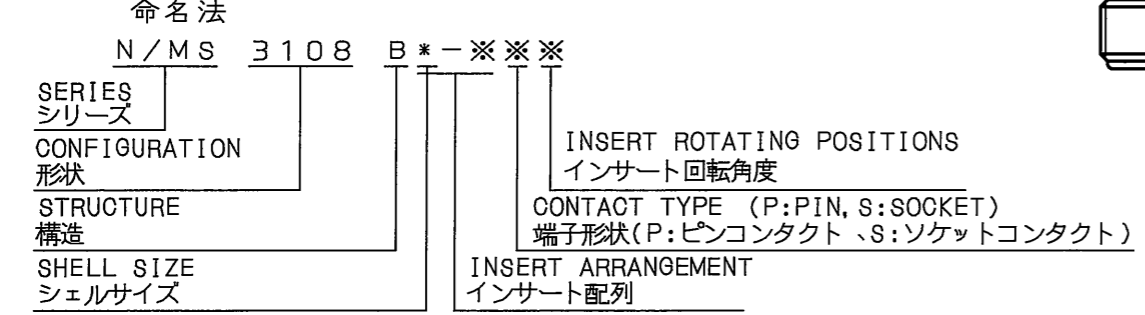 命名法
N/MS 3108 B*-※※※
SERIES
シリーズ
CONFIGURATION
形状
STRUCTURE
構造
SHELL SIZE
シェルサイズ
INSERT ROTATING POSITIONS
インサート回転角度
CONTACT TYPE (P:PIN, S:SOCKET)
端子形状(P:ピンコンタクト、S:ソケットコンタクト)
INSERT ARRANGEMENT
インサート配列